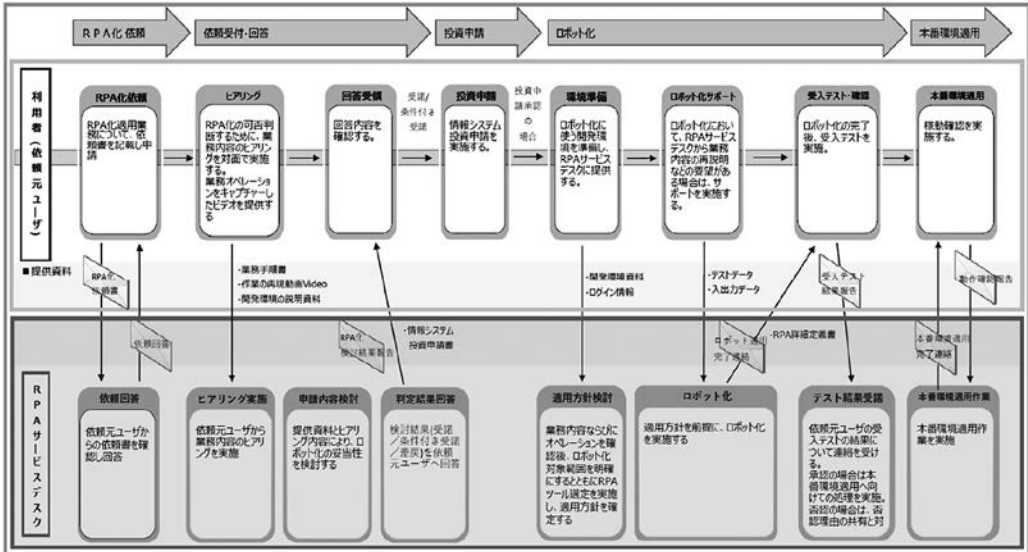 RPA化 依頼
依頼受付・回答
投資申請
ロボット化
本番環境適用
利用者(依頼元ユーザ)
RPA化依頼
RPA化適用業
務について、依
頼書を記載し申
請
ヒアリング
RPA化の可否判
断するために、業
務内容のヒアリン
グを対面で実施
する。
業務オペレーション
をキャプチャーし
たビデオを提供す
る
回答受領
回答内容を
確認する。
受諾/
条件付き
受諾
投資申請
情報システム
投資申請を
実施する。
投資申
請承認
の
場合
環境準備
ロボット化に
使う開発環
境を準備し、
RPAサービス
デスクに提供
する。
ロボット化サポート
ロボット化におい
て、RPAサービス
デスクから業務
内容の再説明
などの要望があ
る場合は、サ
ポートを実施す
る。
受入テスト・確認
ロボット化の完了
後、受入テストを
実施。
本番環境適用
稼動確認を実
施する。
■提供資料
RPA化
依頼書
・業務手順書
・作業の再現動画Video
・開発環境の説明資料
・開発環境資料
・ログイン情報
・テストデータ
・入出力データ
受入テスト
結果報告
動作確認報告
依頼回答
RPA化
検討結果報告
・情報システム
投資申請書
ロボット適用
完了連絡
・RPA詳細定義書
本番環境適用
完了連絡
RPAサービスデスク
依頼回答
依頼元ユーザか
らの依頼書を確
認し回答
ヒアリング実施
依頼元ユーザから
業務内容のヒアリ
ングを実施
申請内容検討
提供資料とヒアリ
ング内容により、ロ
ボット化の妥当性
を検討する
判定結果回答
検討結果(受諾
/条件付き受諾
/差戻)を依頼
元ユーザへ回答
適用方針検討
業務内容ならびに
オペレーションを確
認後、ロボット化
対象範囲を明確
にするとともにRPA
ツール選定を実施
し、適用方針を確
定する
ロボット化
適用方針を前提に、ロボット化
を実施する
テスト結果受諾
依頼元ユーザの受
入テストの結果に
ついて連絡を受け
る。
承認の場合は本
番環境適用へ向
けての処理を実施。
否認の場合は、否
認理由の共有と対
本番環境適用作業
本番環境適用作
業を実施